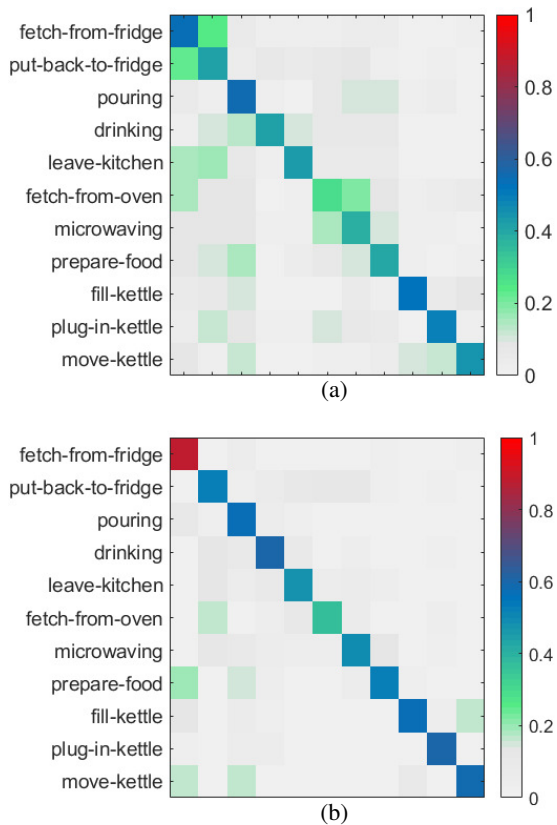 fetch-from-fridge
put-back-to-fridge
pouring
drinking
leave-kitchen
fetch-from-oven
microwaving
prepare-food
fill-kettle
plug-in-kettle
move-kettle
1
0.8
0.6
0.4
0.2
0
(a)
fetch-from-fridge
put-back-to-fridge
pouring
drinking
leave-kitchen
fetch-from-oven
microwaving
prepare-food
fill-kettle
plug-in-kettle
move-kettle
1
0.8
0.6
0.4
0.2
0
(b)